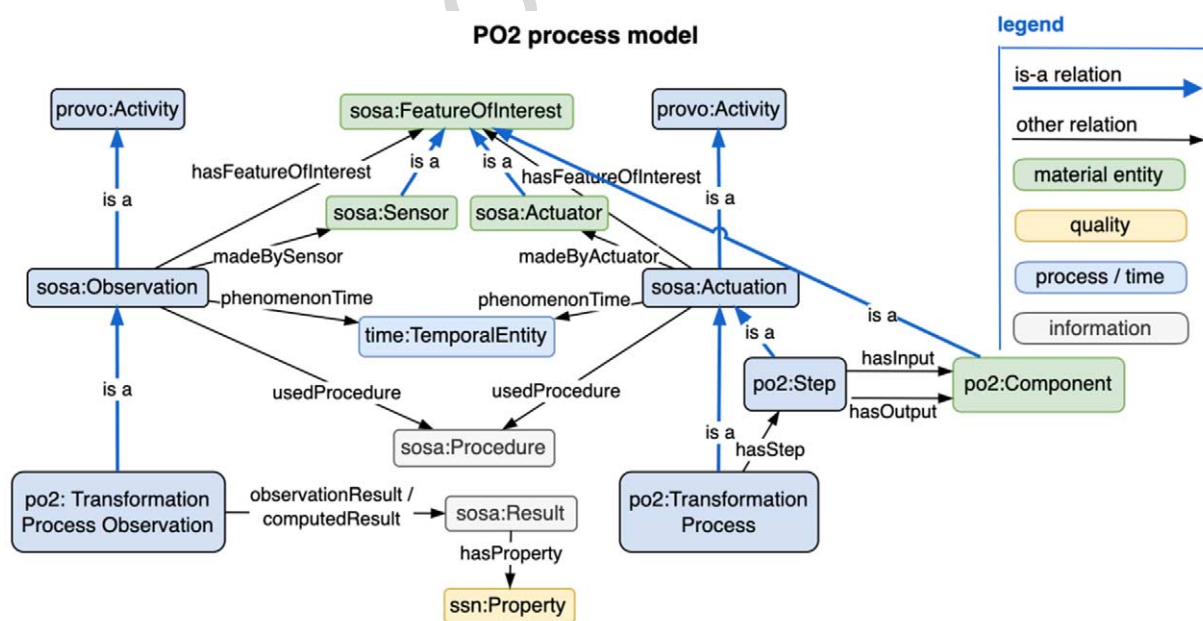 PO2 process model
legend
is-a relation
other relation
material entity
quality
process / time
information
provo:Activity
sosa:FeatureOfInterest
provo:Activity
hasFeatureOfInterest
is a
is a
hasFeatureOfInterest
is a
is a
sosa:Sensor
sosa:Actuator
madeBySensor
madeByActuator
sosa:Observation
sosa:Actuation
phenomenonTime
phenomenonTime
time:TemporalEntity
is a
is a
hasInput
po2:Step
po2:Component
hasOutput
is a
usedProcedure
usedProcedure
sosa:Procedure
is a
hasStep
po2: Transformation
Process Observation
observationResult /
computedResult
sosa:Result
po2:Transformation
Process
hasProperty
ssn:Property